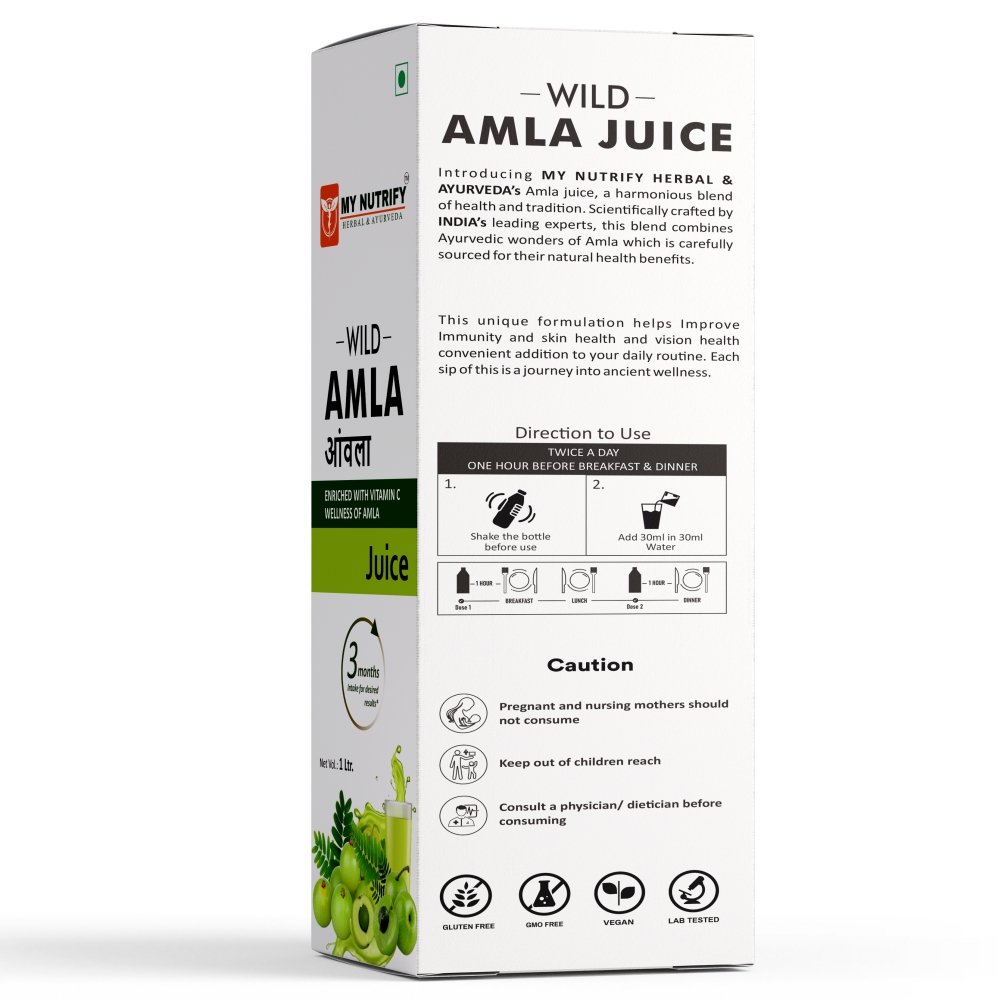 MY NUTRIFY
TM
HERBAL & AYURVEDA
–WILD–
AMLA
आंवला
ENRICHED WITH VITAMIN C
WELLNESS OF AMLA
Juice
3 months
Intake for desired
results*
Net Vol.: 1 Ltr.
— WILD —
AMLA JUICE
Introducing MY NUTRIFY HERBAL &
AYURVEDA's Amla juice, a harmonious blend
of health and tradition. Scientifically crafted by
INDIA's leading experts, this blend combines
Ayurvedic wonders of Amla which is carefully
sourced for their natural health benefits.
This unique formulation helps Improve
Immunity and skin health and vision health
convenient addition to your daily routine. Each
sip of this is a journey into ancient wellness.
Direction to Use
TWICE A DAY
ONE HOUR BEFORE BREAKFAST & DINNER
1.
Shake the bottle
before use
2.
Add 30ml in 30ml
Water
1 HOUR
1 HOUR
BREAKFAST
LUNCH
DINNER
Dose 1
Dose 2
Caution
Pregnant and nursing mothers should
not consume
Keep out of children reach
Consult a physician/ dietician before
consuming
GLUTEN FREE
GMO FREE
VEGAN
LAB TESTED